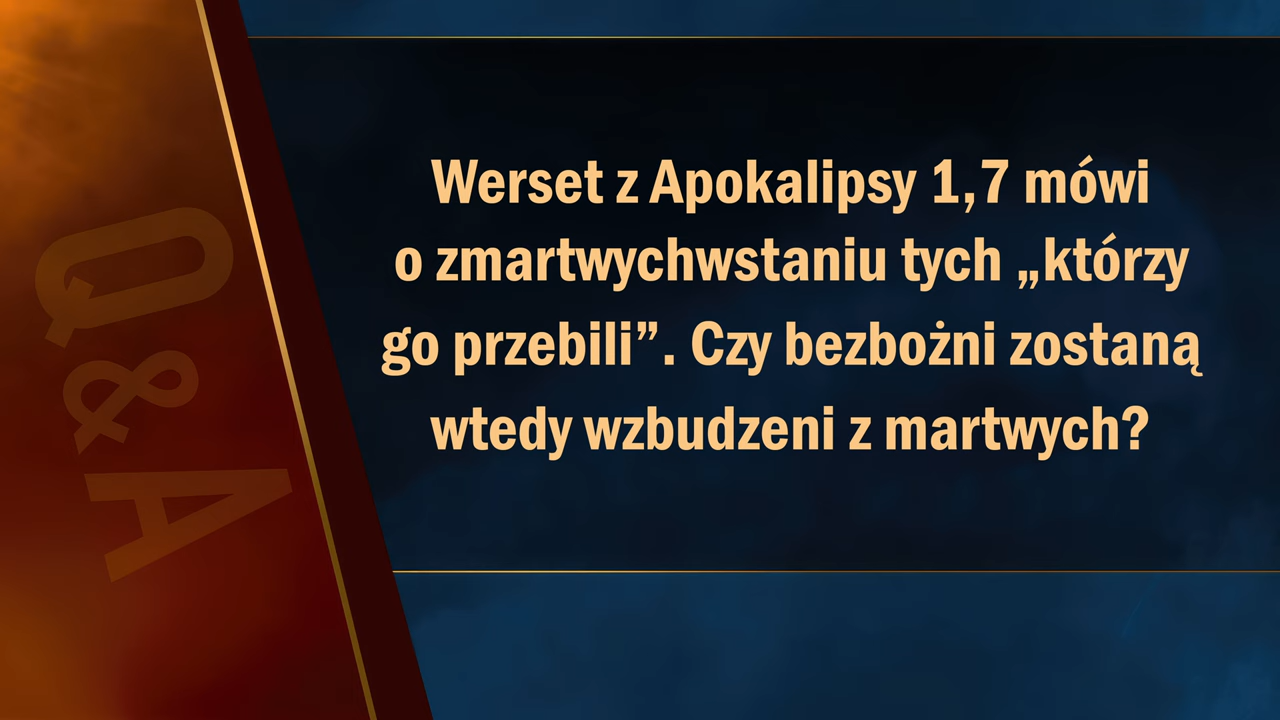 Werset z Apokalipsy 1,7 mówi
o zmartwychwstaniu tych „którzy
go przebili”. Czy bezbożni zostaną
wtedy wzbudzeni z martwych?
Q & A